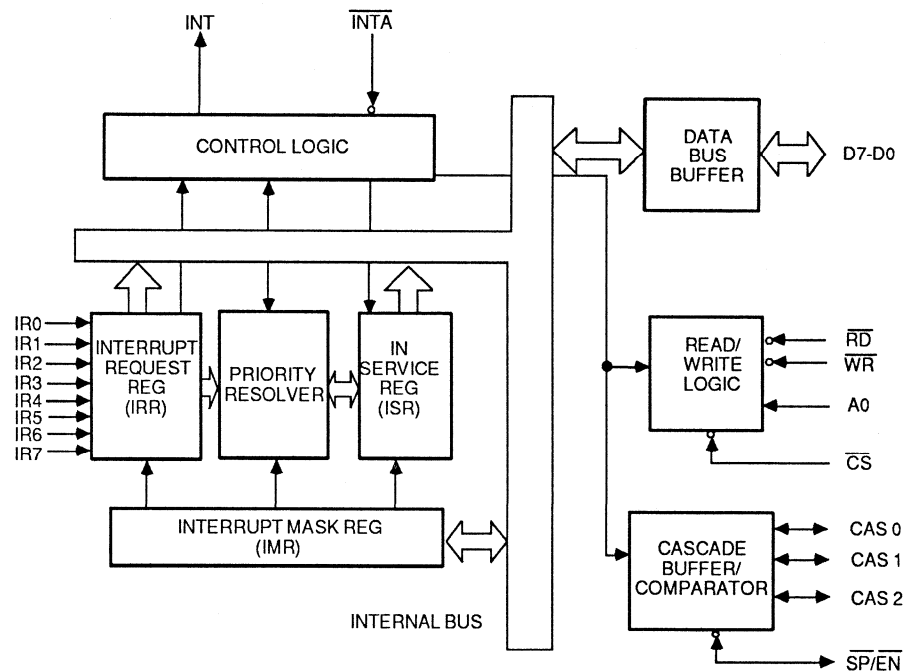 INT
INTA
CONTROL LOGIC
DATA
BUS
BUFFER
D7-D0
IR0
IR1
IR2
IR3
IR4
IR5
IR6
IR7
INTERRUPT
REQUEST
REG
(IRR)
PRIORITY
RESOLVER
IN
SERVICE
REG
(ISR)
READ/
WRITE
LOGIC
RD
WR
A0
CS
INTERRUPT MASK REG
(IMR)
INTERNAL BUS
CASCADE
BUFFER/
COMPARATOR
CAS 0
CAS 1
CAS 2
SP/EN